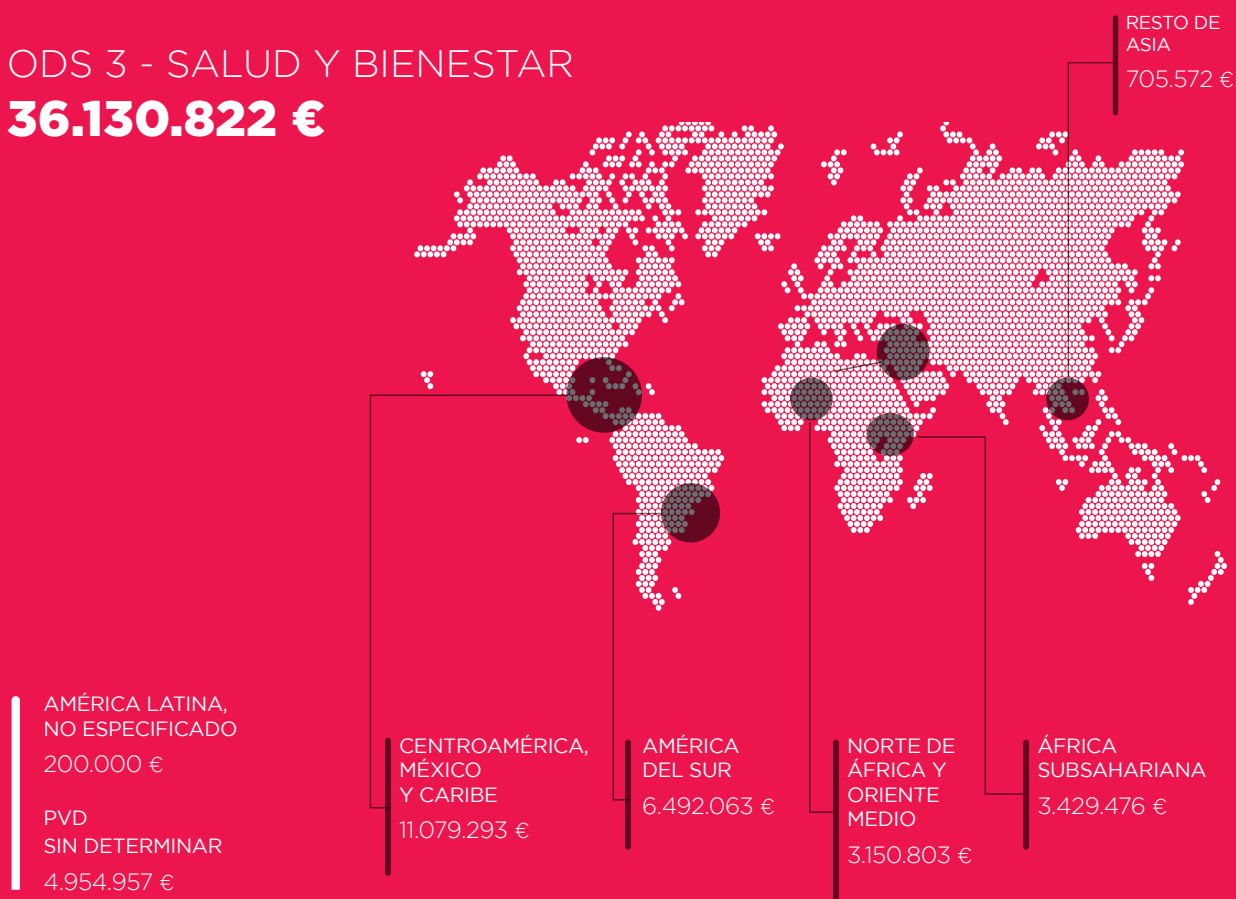 ODS 3 - SALUD Y BIENESTAR
36.130.822 €
RESTO DE
ASIA
705.572 €
AMÉRICA LATINA,
NO ESPECIFICADO
200.000 €
PVD
SIN DETERMINAR
4.954.957 €
CENTROAMÉRICA,
MÉXICO
Y CARIBE
11.079.293 €
AMÉRICA
DEL SUR
6.492.063 €
NORTE DE
ÁFRICA Y
ORIENTE
MEDIO
3.150.803 €
ÁFRICA
SUBSAHARIANA
3.429.476 €